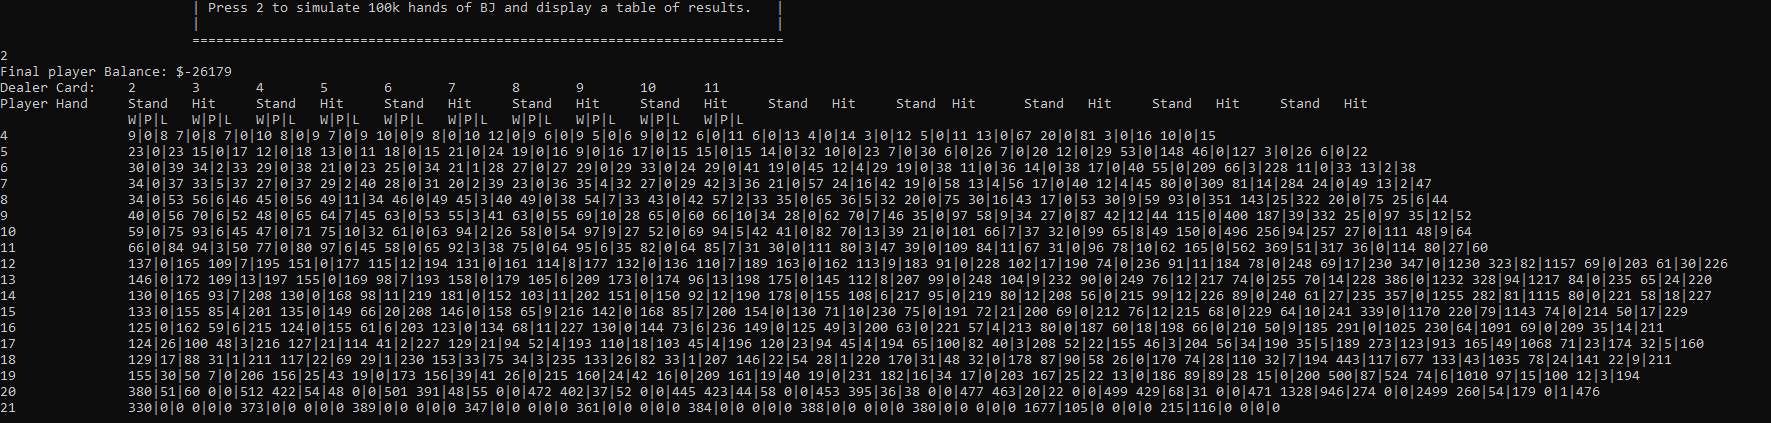 | Press 2 to simulate 100k hands of BJ and display a table of results. |
| |
==========================================================================
2
Final player Balance: $-26179
Dealer Card: 2 3 4 5 6 7 8 9 10 11
Player Hand Stand Hit Stand Hit Stand Hit Stand Hit Stand Hit Stand Hit Stand Hit Stand Hit Stand Hit Stand Hit
W|P|L W|P|L W|P|L W|P|L W|P|L W|P|L W|P|L W|P|L W|P|L W|P|L
4 9|0|8 7|0|8 7|0|10 8|0|9 7|0|9 10|0|9 8|0|10 12|0|9 6|0|9 5|0|6 9|0|12 6|0|11 6|0|13 4|0|14 3|0|12 5|0|11 13|0|67 20|0|81 3|0|16 10|0|15
5 23|0|23 15|0|17 12|0|18 13|0|11 18|0|15 21|0|24 19|0|16 9|0|16 17|0|15 15|0|15 14|0|32 10|0|23 7|0|30 6|0|26 7|0|20 12|0|29 53|0|148 46|0|127 3|0|26 6|0|22
6 30|0|39 34|2|33 29|0|38 21|0|23 25|0|34 21|1|28 27|0|27 29|0|29 33|0|24 29|0|41 19|0|45 12|4|29 19|0|38 11|0|36 14|0|38 17|0|40 55|0|209 66|3|228 11|0|33 13|2|38
7 34|0|37 33|5|37 27|0|37 29|2|40 28|0|31 20|2|39 23|0|36 35|4|32 27|0|29 42|3|36 21|0|57 24|16|42 19|0|58 13|4|56 17|0|40 12|4|45 80|0|309 81|14|284 24|0|49 13|2|47
8 34|0|53 56|6|46 45|0|56 49|11|34 46|0|49 45|3|40 49|0|38 54|7|33 43|0|42 57|2|33 35|0|65 36|5|32 20|0|75 30|16|43 17|0|53 30|9|59 93|0|351 143|25|322 20|0|75 25|6|44
9 40|0|56 70|6|52 48|0|65 64|7|45 63|0|53 55|3|41 63|0|55 69|10|28 65|0|60 66|10|34 28|0|62 70|7|46 35|0|97 58|9|34 27|0|87 42|12|44 115|0|400 187|39|332 25|0|97 35|12|52
10 59|0|75 93|6|45 47|0|71 75|10|32 61|0|63 94|2|26 58|0|54 97|9|27 52|0|69 94|5|42 41|0|82 70|13|39 21|0|101 66|7|37 32|0|99 65|8|49 150|0|496 256|94|257 27|0|111 48|9|64
11 66|0|84 94|3|50 77|0|80 97|6|45 58|0|65 92|3|38 75|0|64 95|6|35 82|0|64 85|7|31 30|0|111 80|3|47 39|0|109 84|11|67 31|0|96 78|10|62 165|0|562 369|51|317 36|0|114 80|27|60
12 137|0|165 109|7|195 151|0|177 115|12|194 131|0|161 114|8|177 132|0|136 110|7|189 163|0|162 113|9|183 91|0|228 102|17|190 74|0|236 91|11|184 78|0|248 69|17|230 347|0|1230 323|82|1157 69|0|203 61|30|226
13 146|0|172 109|13|197 155|0|169 98|7|193 158|0|179 105|6|209 173|0|174 96|13|198 175|0|145 112|8|207 99|0|248 104|9|232 90|0|249 76|12|217 74|0|255 70|14|228 386|0|1232 328|94|1217 84|0|235 65|24|220
14 130|0|165 93|7|208 130|0|168 98|11|219 181|0|152 103|11|202 151|0|150 92|12|190 178|0|155 108|6|217 95|0|219 80|12|208 56|0|215 99|12|226 89|0|240 61|27|235 357|0|1255 282|81|1115 80|0|221 58|18|227
15 133|0|155 85|4|201 135|0|149 66|20|208 146|0|158 65|9|216 142|0|168 85|7|200 154|0|130 71|10|230 75|0|191 72|21|200 69|0|212 76|12|215 68|0|229 64|10|241 339|0|1170 220|79|1143 74|0|214 50|17|229
16 125|0|162 59|6|215 124|0|155 61|6|203 123|0|134 68|11|227 130|0|144 73|6|236 149|0|125 49|3|200 63|0|221 57|4|213 80|0|187 60|18|198 66|0|210 50|9|185 291|0|1025 230|64|1091 69|0|209 35|14|211
17 124|26|100 48|3|216 127|21|114 41|2|227 129|21|94 52|4|193 110|18|103 45|4|196 120|23|94 45|4|194 65|100|82 40|3|208 52|22|155 46|3|204 56|34|190 35|5|189 273|123|913 165|49|1068 71|23|174 32|5|160
18 129|17|88 31|1|211 117|22|69 29|1|230 153|33|75 34|3|235 133|26|82 33|1|207 146|22|54 28|1|220 170|31|48 32|0|178 87|90|58 26|0|170 74|28|110 32|7|194 443|117|677 133|43|1035 78|24|141 22|9|211
19 155|30|50 7|0|206 156|25|43 19|0|173 156|39|41 26|0|215 160|24|42 16|0|209 161|19|40 19|0|231 182|16|34 17|0|203 167|25|22 13|0|186 89|89|28 15|0|200 500|87|524 74|6|1010 97|15|100 12|3|194
20 380|51|60 0|0|512 422|54|48 0|0|501 391|48|55 0|0|472 402|37|52 0|0|445 423|44|58 0|0|453 395|36|38 0|0|477 463|20|22 0|0|499 429|68|31 0|0|471 1328|946|274 0|0|2499 260|54|179 0|1|476
21 330|0|0 0|0|0 373|0|0 0|0|0 389|0|0 0|0|0 347|0|0 0|0|0 361|0|0 0|0|0 384|0|0 0|0|0 388|0|0 0|0|0 380|0|0 0|0|0 1677|105|0 0|0|0 215|116|0 0|0|0